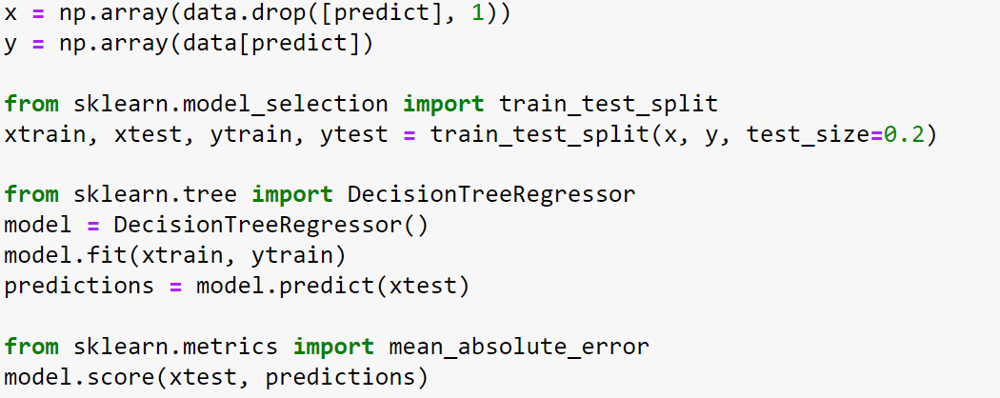 x = np.array(data.drop([predict], 1))
y = np.array(data[predict])
from sklearn.model_selection import train_test_split
xtrain, xtest, ytrain, ytest = train_test_split(x, y, test_size=0.2)
from sklearn.tree import DecisionTreeRegressor
model = DecisionTreeRegressor()
model.fit(xtrain, ytrain)
predictions = model.predict(xtest)
from sklearn.metrics import mean_absolute_error
model.score(xtest, predictions)